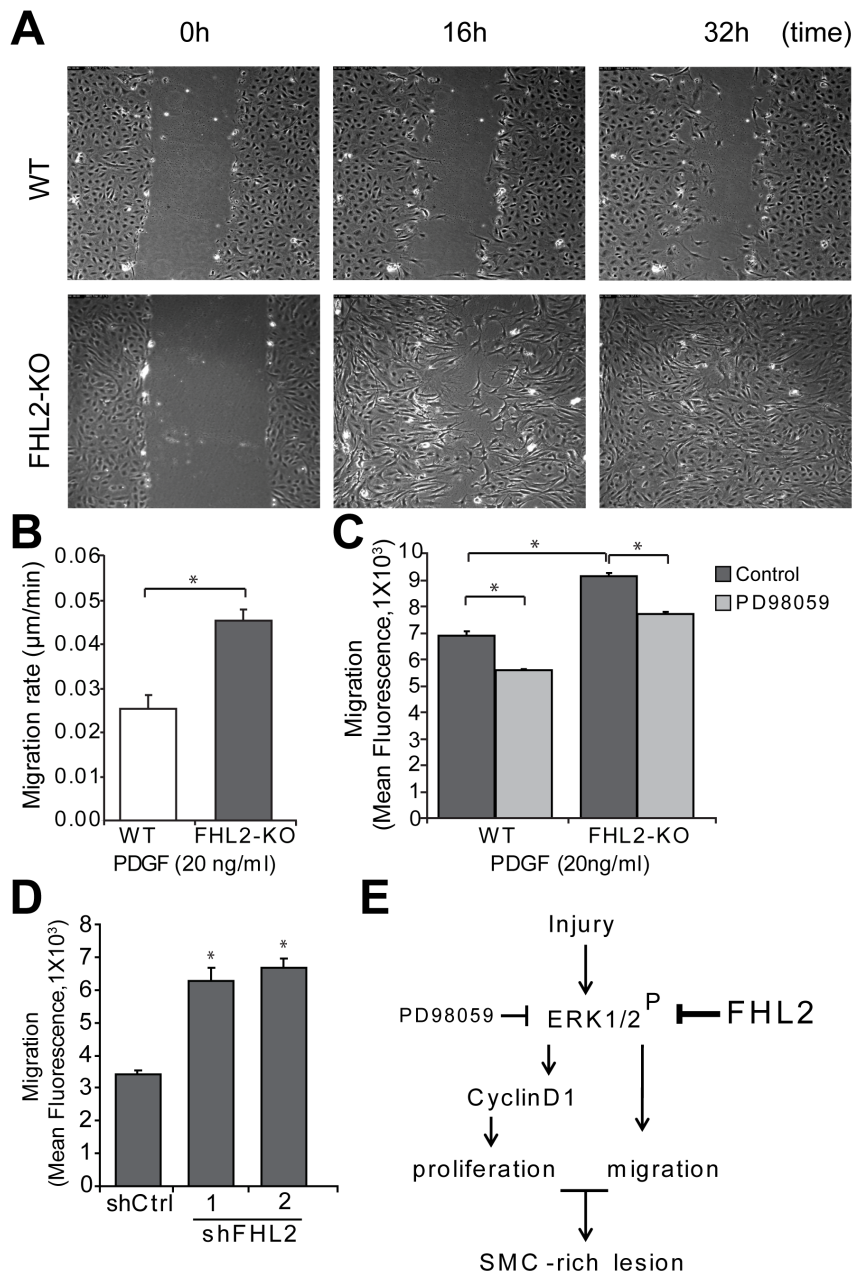 A
0h 16h 32h (time)
WT
FHL2-KO
B
Migration rate (µm/min)
0.06
0.05
0.04
0.03
0.02
0.01
0.00
*
WT FHL2-KO
PDGF (20 ng/ml)
C
Migration
(Mean Fluorescence,1X10³)
10
9
8
7
6
5
4
3
2
1
0
*
*
*
Control
PD98059
WT FHL2-KO
PDGF (20ng/ml)
D
Migration
(Mean Fluorescence,1X10³)
8
7
6
5
4
3
2
1
0
*
*
shCtrl 1 2
shFHL2
E
Injury
PD98059 ERK1/2 P FHL2
CyclinD1
proliferation migration
SMC-rich lesion